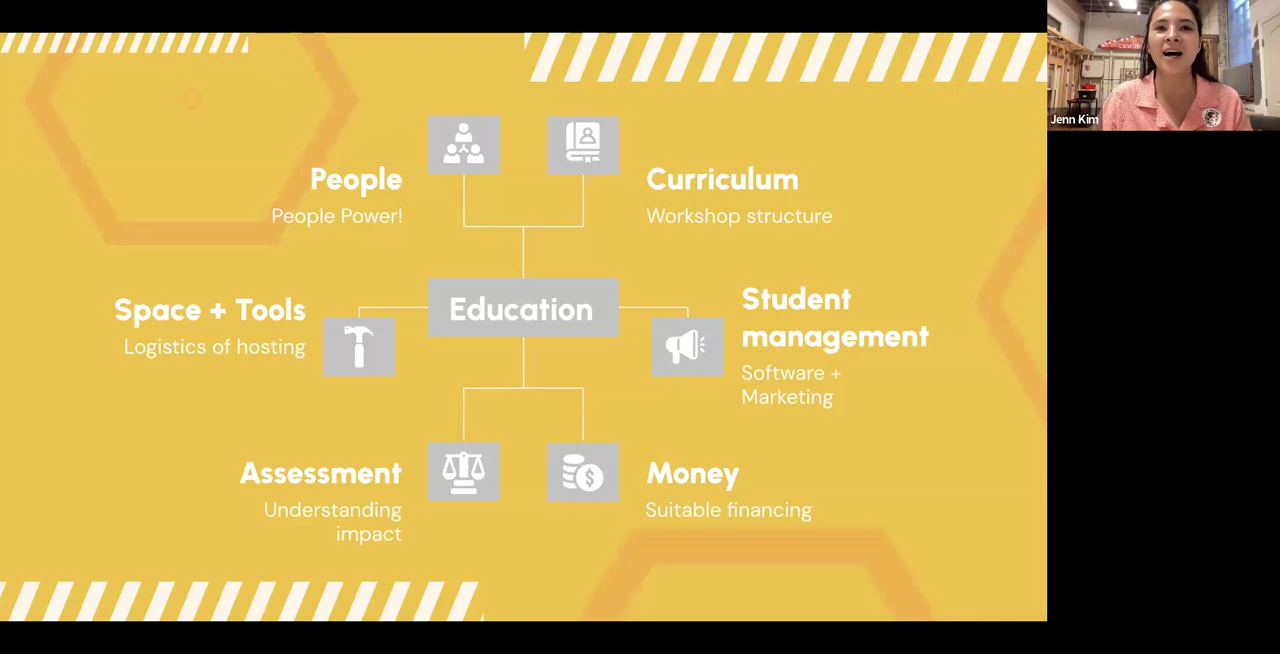 Jenn Kim
People
People Power!
Curriculum
Workshop structure
Space + Tools
Logistics of hosting
Education
Student
management
Software +
Marketing
Assessment
Understanding
impact
Money
Suitable financing